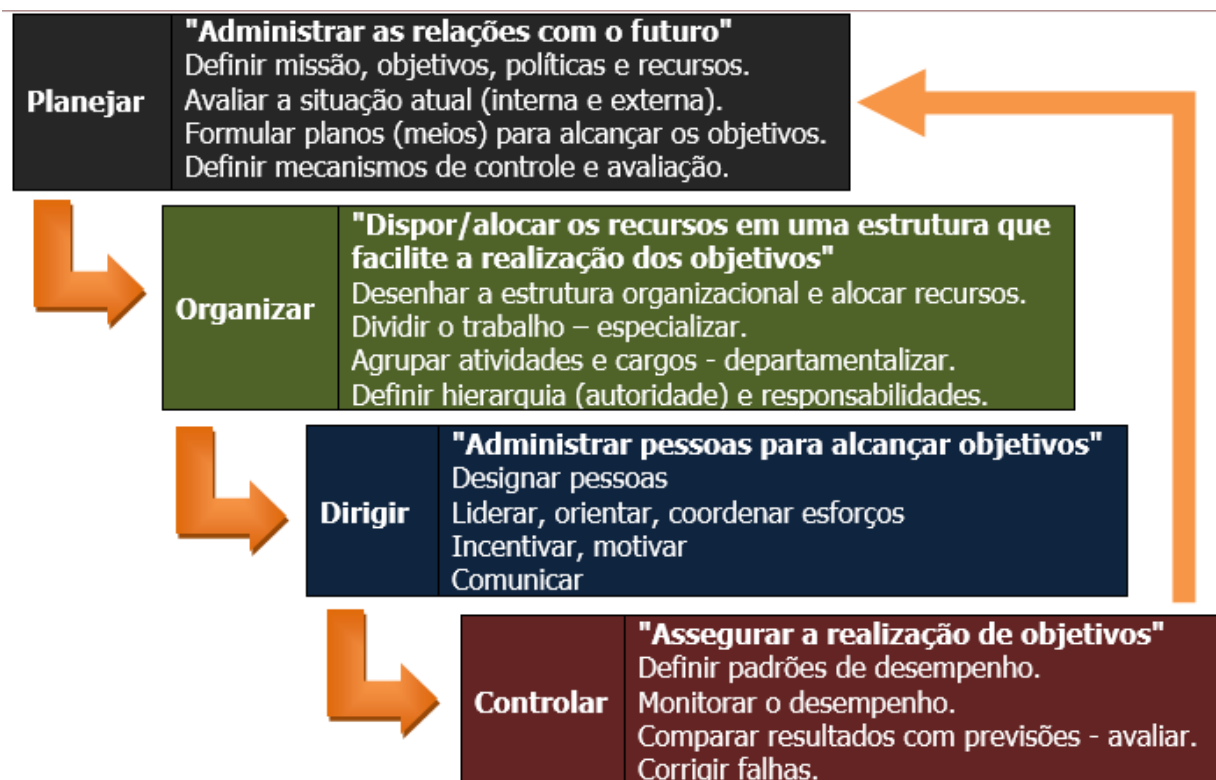 Planejar
"Administrar as relações com o futuro"
Definir missão, objetivos, políticas e recursos.
Avaliar a situação atual (interna e externa).
Formular planos (meios) para alcançar os objetivos.
Definir mecanismos de controle e avaliação.
Organizar
"Dispor/alocar os recursos em uma estrutura que
facilite a realização dos objetivos"
Desenhar a estrutura organizacional e alocar recursos.
Dividir o trabalho – especializar.
Agrupar atividades e cargos - departamentalizar.
Definir hierarquia (autoridade) e responsabilidades.
Dirigir
"Administrar pessoas para alcançar objetivos"
Designar pessoas
Liderar, orientar, coordenar esforços
Incentivar, motivar
Comunicar
Controlar
"Assegurar a realização de objetivos"
Definir padrões de desempenho.
Monitorar o desempenho.
Comparar resultados com previsões - avaliar.
Corrigir falhas.